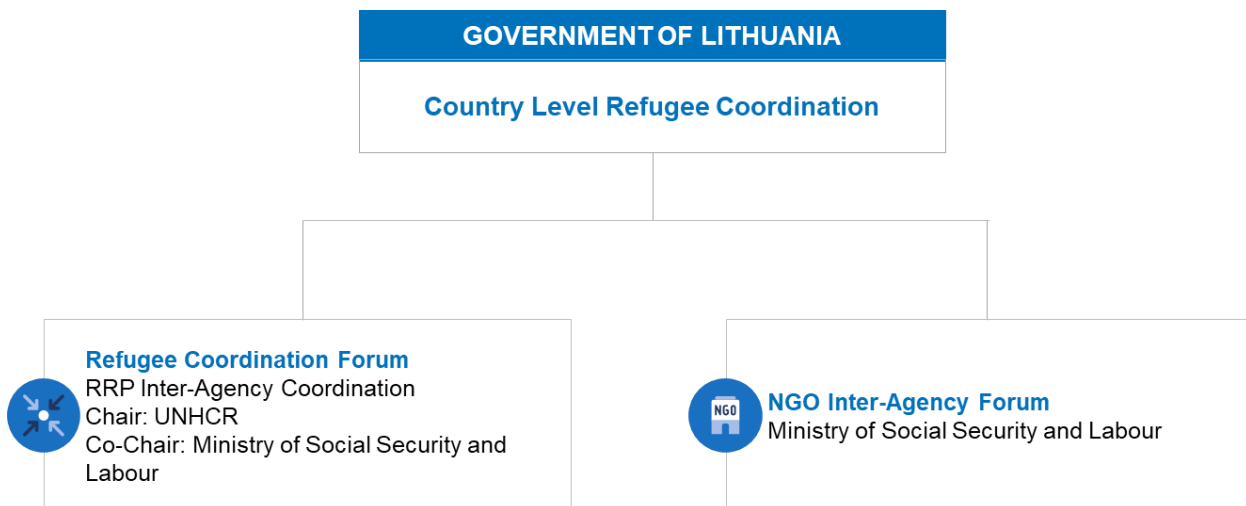 GOVERNMENT OF LITHUANIA
Country Level Refugee Coordination
Refugee Coordination Forum
RRP Inter-Agency Coordination
Chair: UNHCR
Co-Chair: Ministry of Social Security and
Labour
NGO
NGO Inter-Agency Forum
Ministry of Social Security and Labour